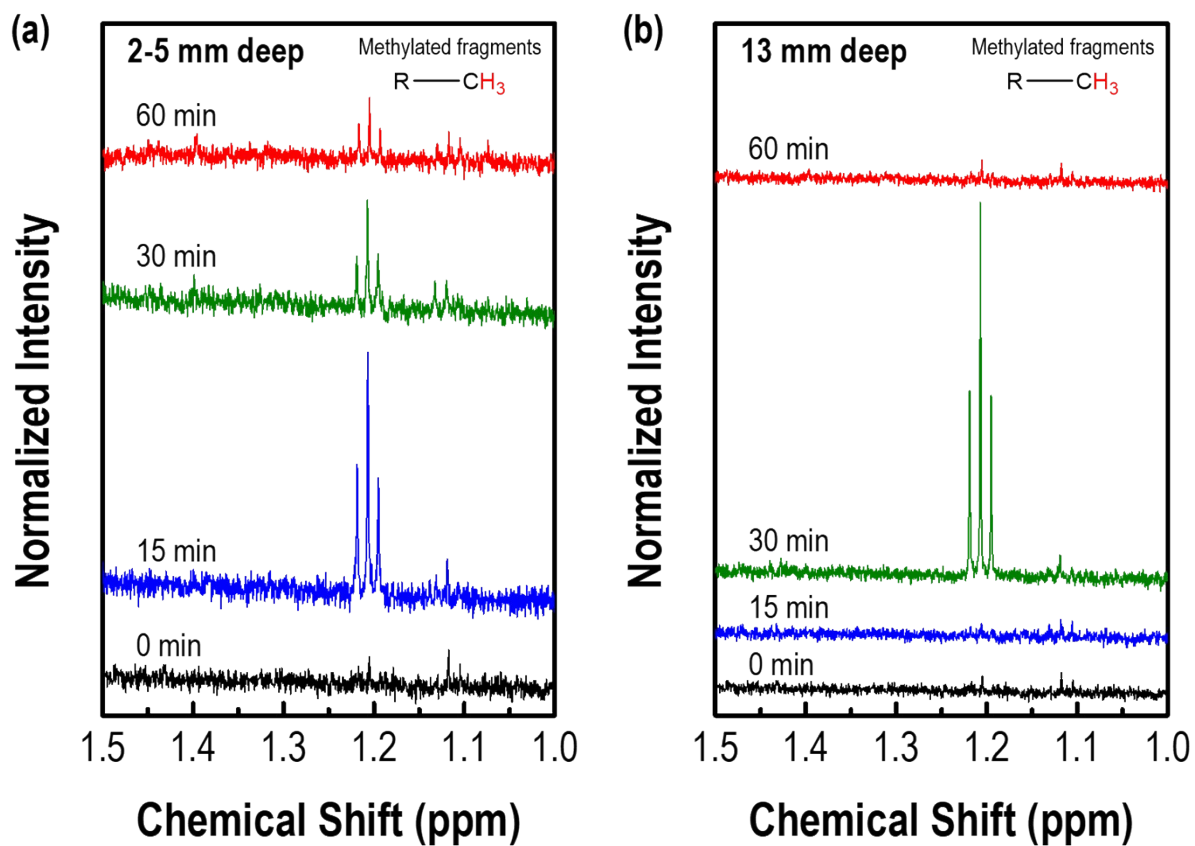 (a)
2-5 mm deep
Methylated fragments
R—CH3
60 min
30 min
15 min
0 min
1.5 1.4 1.3 1.2 1.1 1.0
Chemical Shift (ppm)
Normalized Intensity
(b)
13 mm deep
Methylated fragments
R—CH3
60 min
30 min
15 min
0 min
1.5 1.4 1.3 1.2 1.1 1.0
Chemical Shift (ppm)
Normalized Intensity